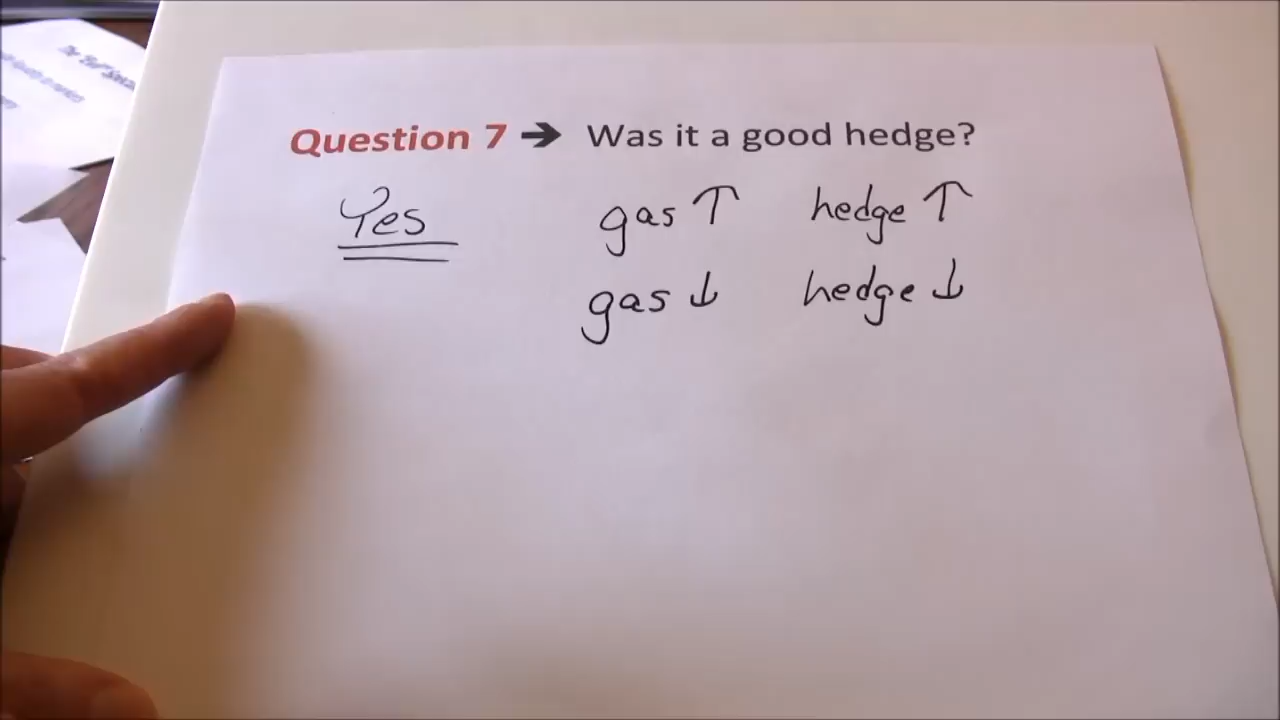 Question 7 → Was it a good hedge?
Yes gas ↑ hedge ↑
gas ↓ hedge ↓